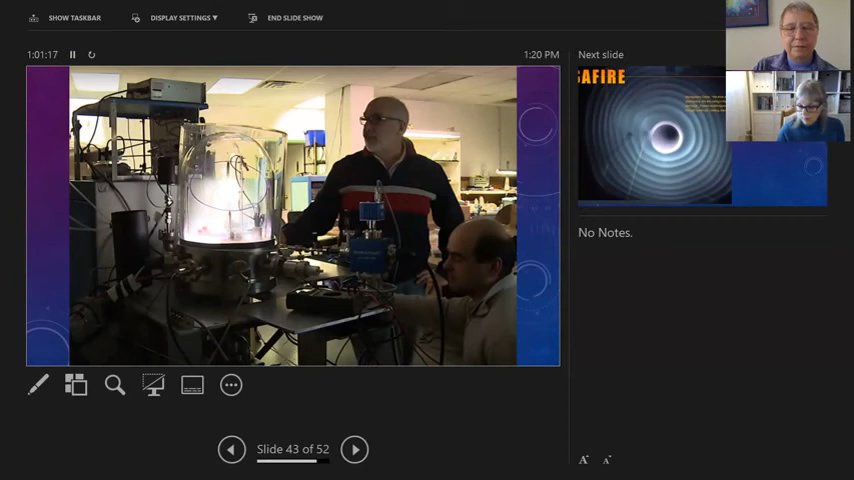 SHOW TASKBAR
DISPLAY SETTINGS ▼
END SLIDE SHOW
1:01:17
1:20 PM
Next slide
SAFIRE
No Notes.
Slide 43 of 52
A A